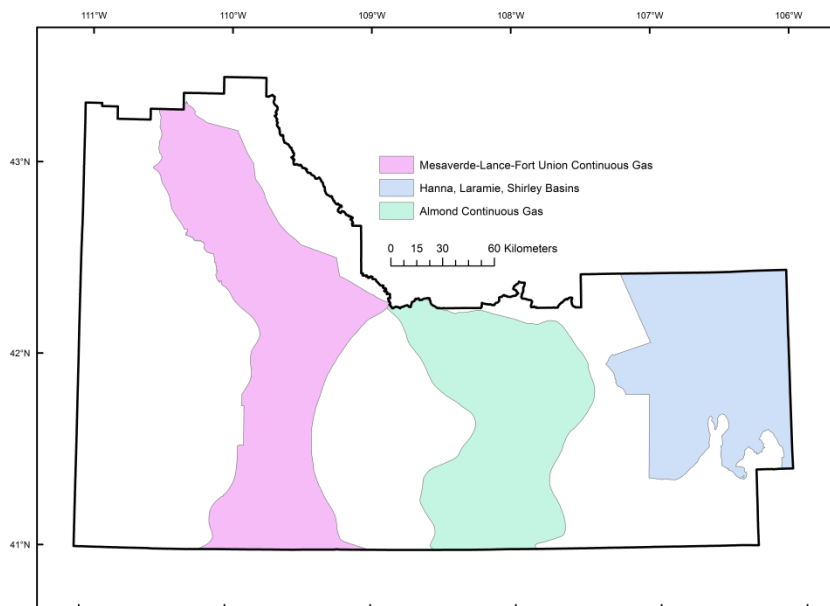 111°W 110°W 109°W 108°W 107°W 106°W
43°N
Mesaverde-Lance-Fort Union Continuous Gas
Hanna, Laramie, Shirley Basins
Almond Continuous Gas
0 15 30 60 Kilometers
42°N
41°N